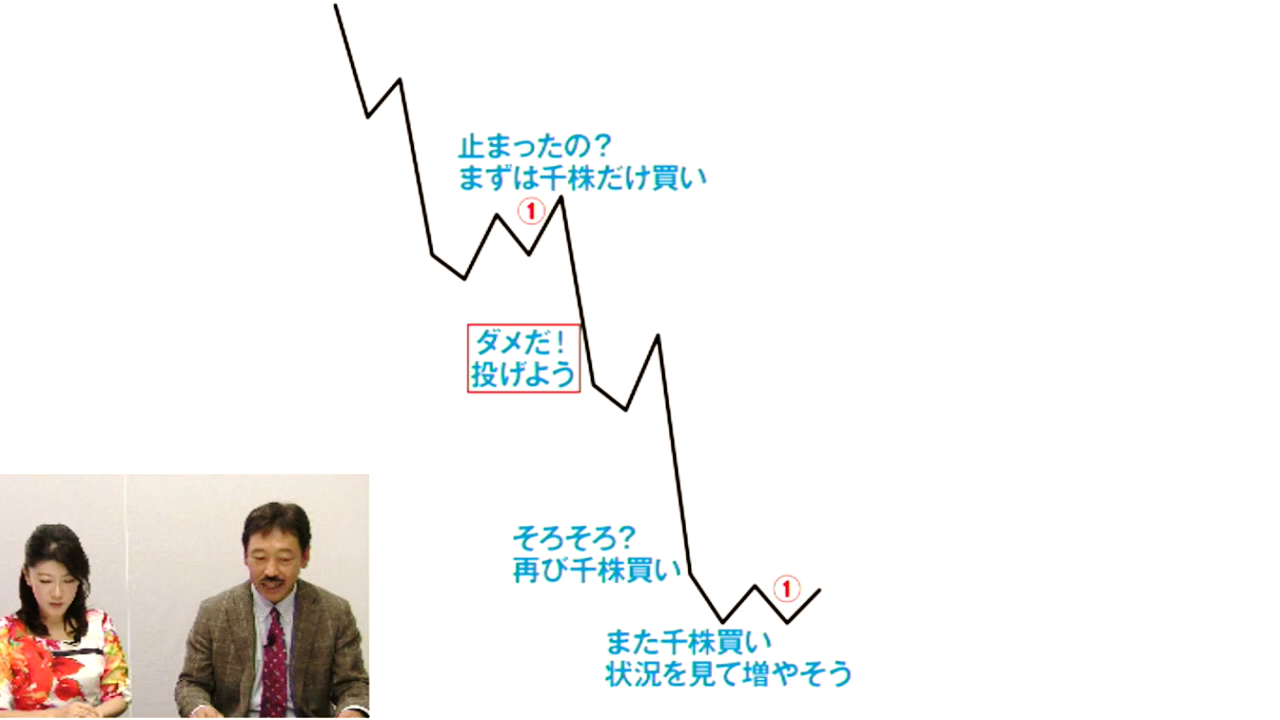 止まったの？
まずは千株だけ買い
①
ダメだ！
投げよう
そろそろ？
再び千株買い
①
また千株買い
状況を見て増やそう